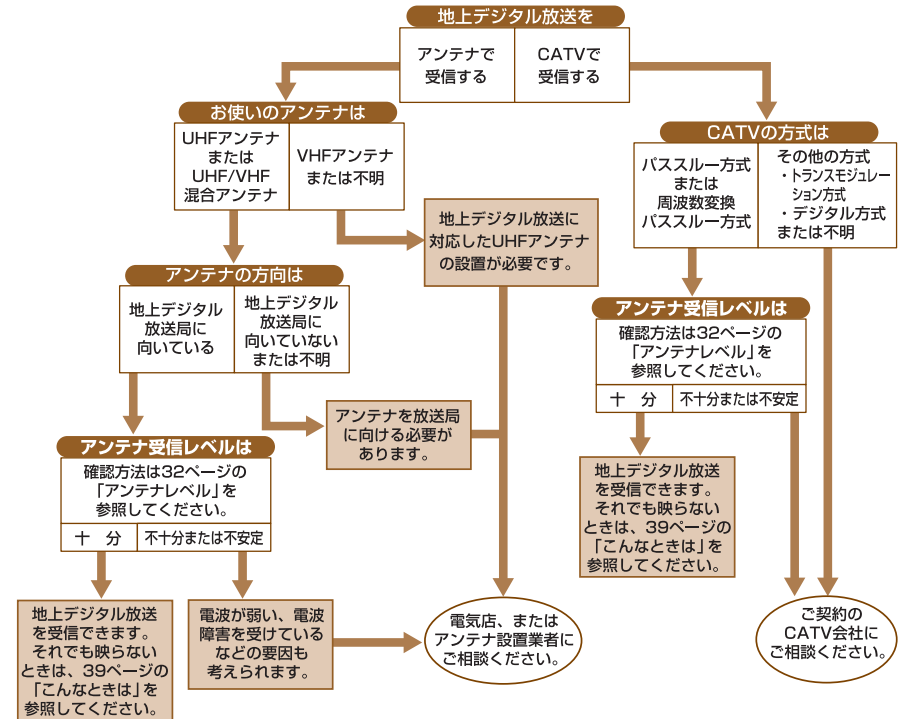 地上デジタル放送を
アンテナで
受信する
CATVで
受信する
お使いのアンテナは
UHFアンテナ
または
UHF/VHF
混合アンテナ
VHFアンテナ
または不明
地上デジタル放送に
対応したUHFアンテナ
の設置が必要です。
アンテナの方向は
地上デジタル
放送局に
向いている
地上デジタル
放送局に
向いていない
または不明
アンテナを放送局
に向ける必要が
あります。
アンテナ受信レベルは
確認方法は32ページの
「アンテナレベル」を
参照してください。
十　分
不十分または不安定
地上デジタル放送
を受信できます。
それでも映らない
ときは、39ページの
「こんなときは」を
参照してください。
電波が弱い、電波
障害を受けている
などの要因も
考えられます。
電気店、または
アンテナ設置業者に
ご相談ください。
CATVの方式は
パススルー方式
または
周波数変換
パススルー方式
その他の方式
・トランスモジュレー
ション方式
・デジタル方式
または不明
アンテナ受信レベルは
確認方法は32ページの
「アンテナレベル」を
参照してください。
十　分
不十分または不安定
地上デジタル放送
を受信できます。
それでも映らない
ときは、39ページの
「こんなときは」を
参照してください。
ご契約の
CATV会社に
ご相談ください。